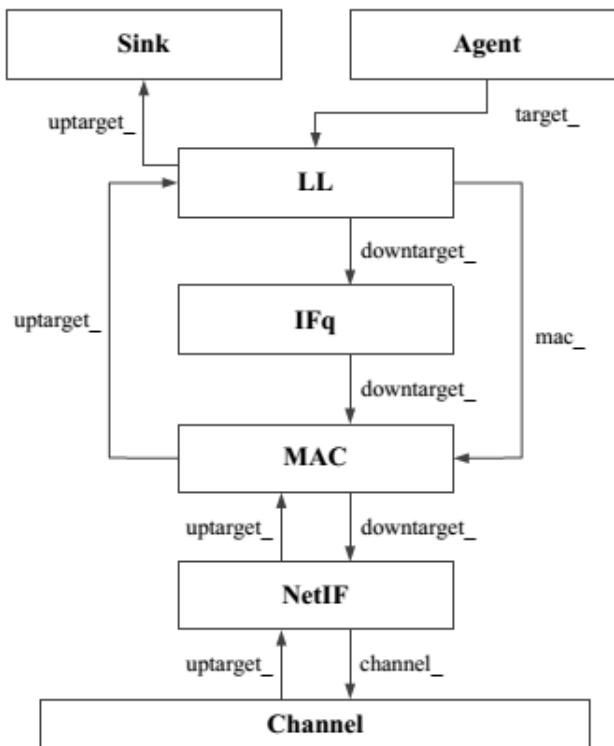 Sink
Agent
uptarget_
target_
LL
downtarget_
IFq
uptarget_
mac_
downtarget_
MAC
uptarget_
downtarget_
NetIF
uptarget_
channel_
Channel